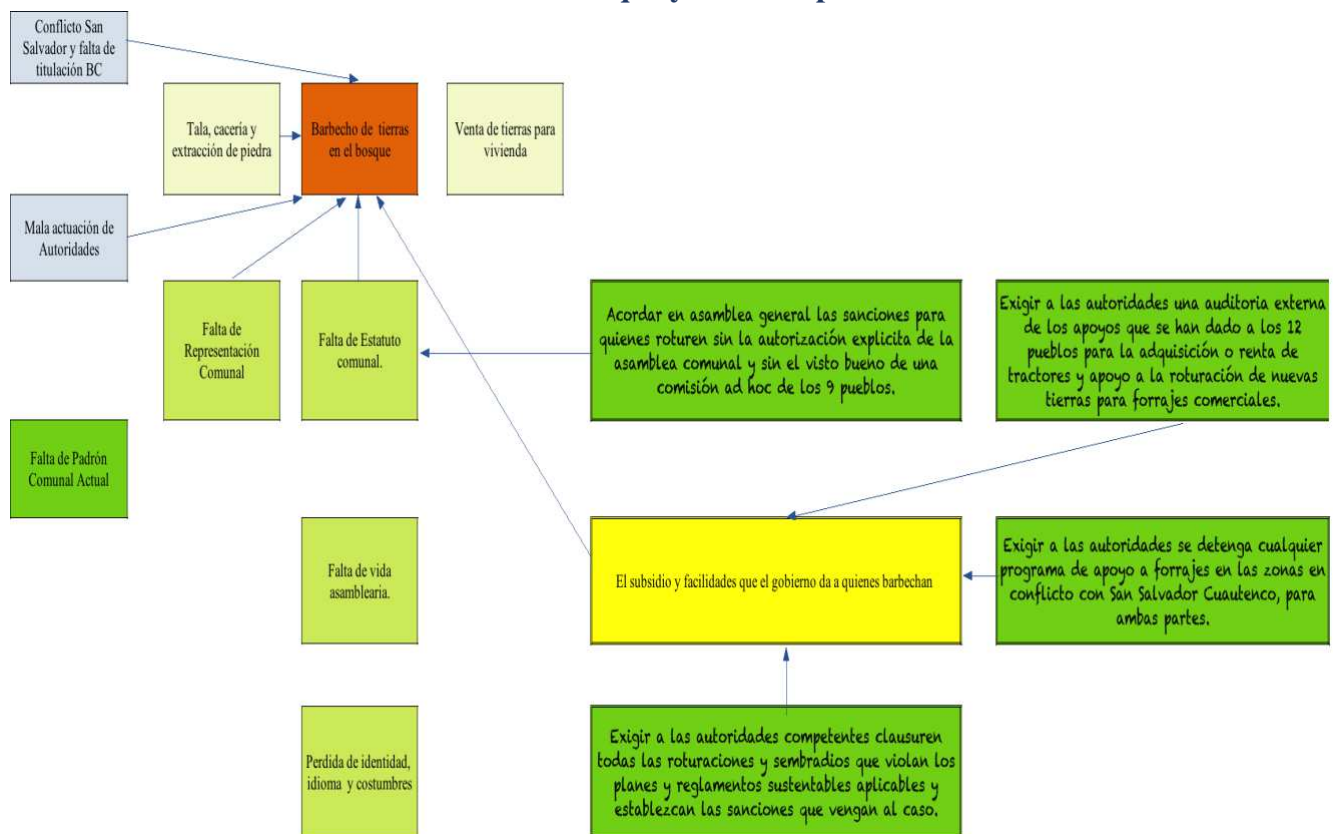 Conflicto San
Salvador y falta de
titulación BC
Tala, cacería y
extracción de piedra
Barbecho de tierras
en el bosque
Venta de tierras para
vivienda
Mala actuación de
Autoridades
Falta de
Representación
Comunal
Falta de Estatuto
comunal.
Acordar en asamblea general las sanciones para
quienes roturen sin la autorización explicita de la
asamblea comunal y sin el visto bueno de una
comisión ad hoc de los 9 pueblos.
Exigir a las autoridades una auditoria externa
de los apoyos que se han dado a los 12
pueblos para la adquisición o renta de
tractores y apoyo a la roturación de nuevas
tierras para forrajes comerciales.
Falta de Padrón
Comunal Actual
Falta de vida
asamblearia.
El subsidio y facilidades que el gobierno da a quienes barbechan
Exigir a las autoridades se detenga cualquier
programa de apoyo a forrajes en las zonas en
conflicto con San Salvador Cuautenco, para
ambas partes.
Perdida de identidad,
idioma y costumbres
Exigir a las autoridades competentes clausuren
todas las roturaciones y sembradios que violan los
planes y reglamentos sustentables aplicables y
establezcan las sanciones que vengan al caso.